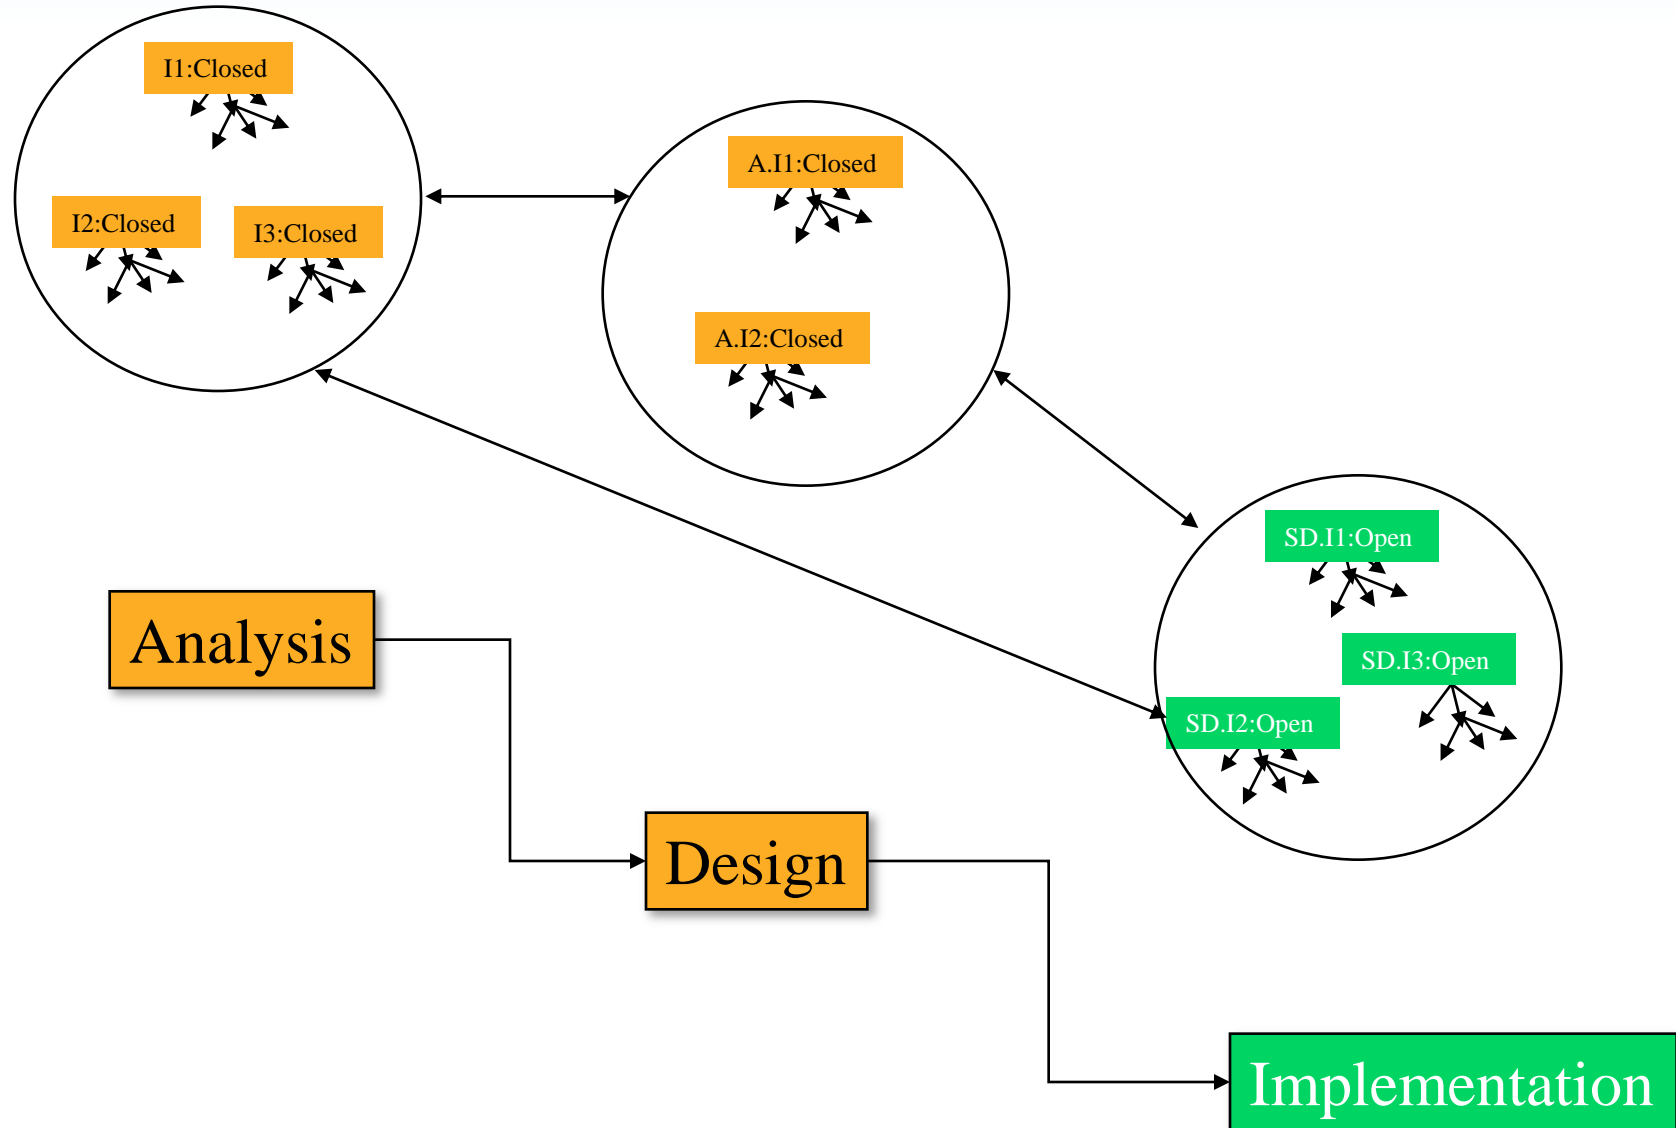 I1:Closed
I2:Closed
I3:Closed
A.I1:Closed
A.I2:Closed
SD.I1:Open
SD.I3:Open
SD.I2:Open
Analysis
Design
Implementation